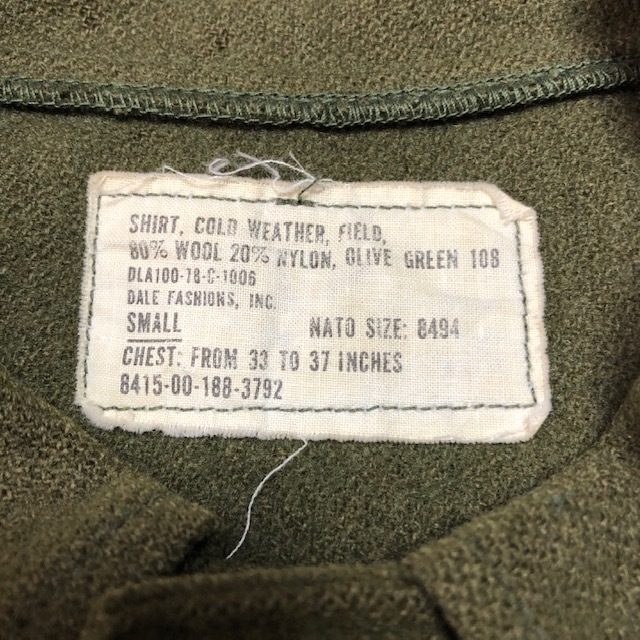 SHIRT, COLD WEATHER, FIELD,
80% WOOL 20% NYLON, OLIVE GREEN 108
DLA100-78-C-1006
DALE FASHIONS, INC.
SMALL NATO SIZE: 8494
CHEST: FROM 33 TO 37 INCHES
8415-00-188-3792